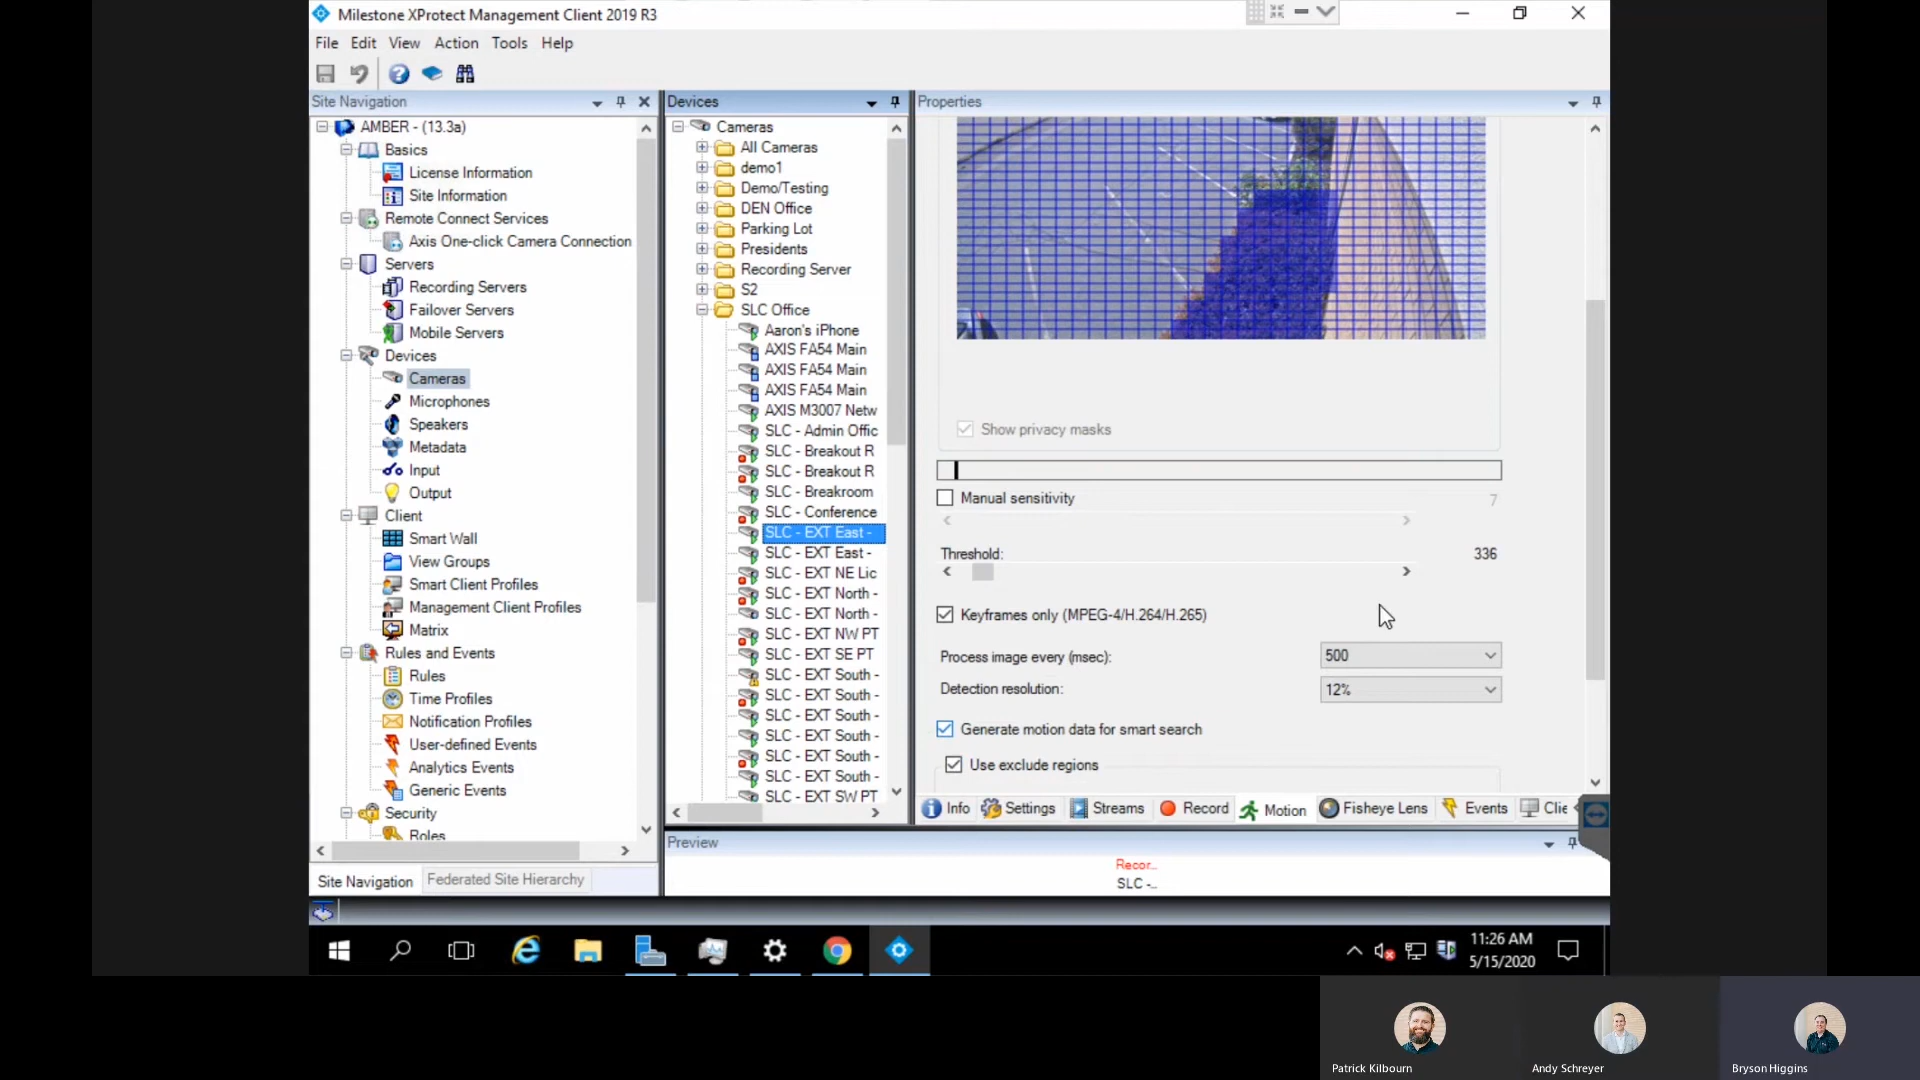 Milestone XProtect Management Client 2019 R3
File Edit View Action Tools Help
Site Navigation
AMBER - (13.3a)
Basics
License Information
Site Information
Remote Connect Services
Axis One-click Camera Connection
Servers
Recording Servers
Failover Servers
Mobile Servers
Devices
Cameras
Microphones
Speakers
Metadata
Input
Output
Client
Smart Wall
View Groups
Smart Client Profiles
Management Client Profiles
Matrix
Rules and Events
Rules
Time Profiles
Notification Profiles
User-defined Events
Analytics Events
Generic Events
Security
Roles
Site Navigation Federated Site Hierarchy
Devices
Cameras
All Cameras
demo1
Demo/Testing
DEN Office
Parking Lot
Presidents
Recording Server
S2
SLC Office
Aaron's iPhone
AXIS FA54 Main
AXIS FA54 Main
AXIS FA54 Main
AXIS M3007 Netw
SLC - Admin Offic
SLC - Breakout R
SLC - Breakout R
SLC - Breakroom
SLC - Conference
SLC - EXT East -
SLC - EXT East -
SLC - EXT NE Lic
SLC - EXT North -
SLC - EXT North -
SLC - EXT NW PT
SLC - EXT SE PT
SLC - EXT South -
SLC - EXT South -
SLC - EXT South -
SLC - EXT South -
SLC - EXT South -
SLC - EXT South -
SLC - EXT SW PT
Properties
Show privacy masks
Manual sensitivity 7
Threshold: 336
Keyframes only (MPEG-4/H.264/H.265)
Process image every (msec): 500
Detection resolution: 12%
Generate motion data for smart search
Use exclude regions
Info Settings Streams Record Motion Fisheye Lens Events Clie
Preview
Recor...
SLC -...
11:26 AM
5/15/2020
Patrick Kilbourn Andy Schreyer Bryson Higgins